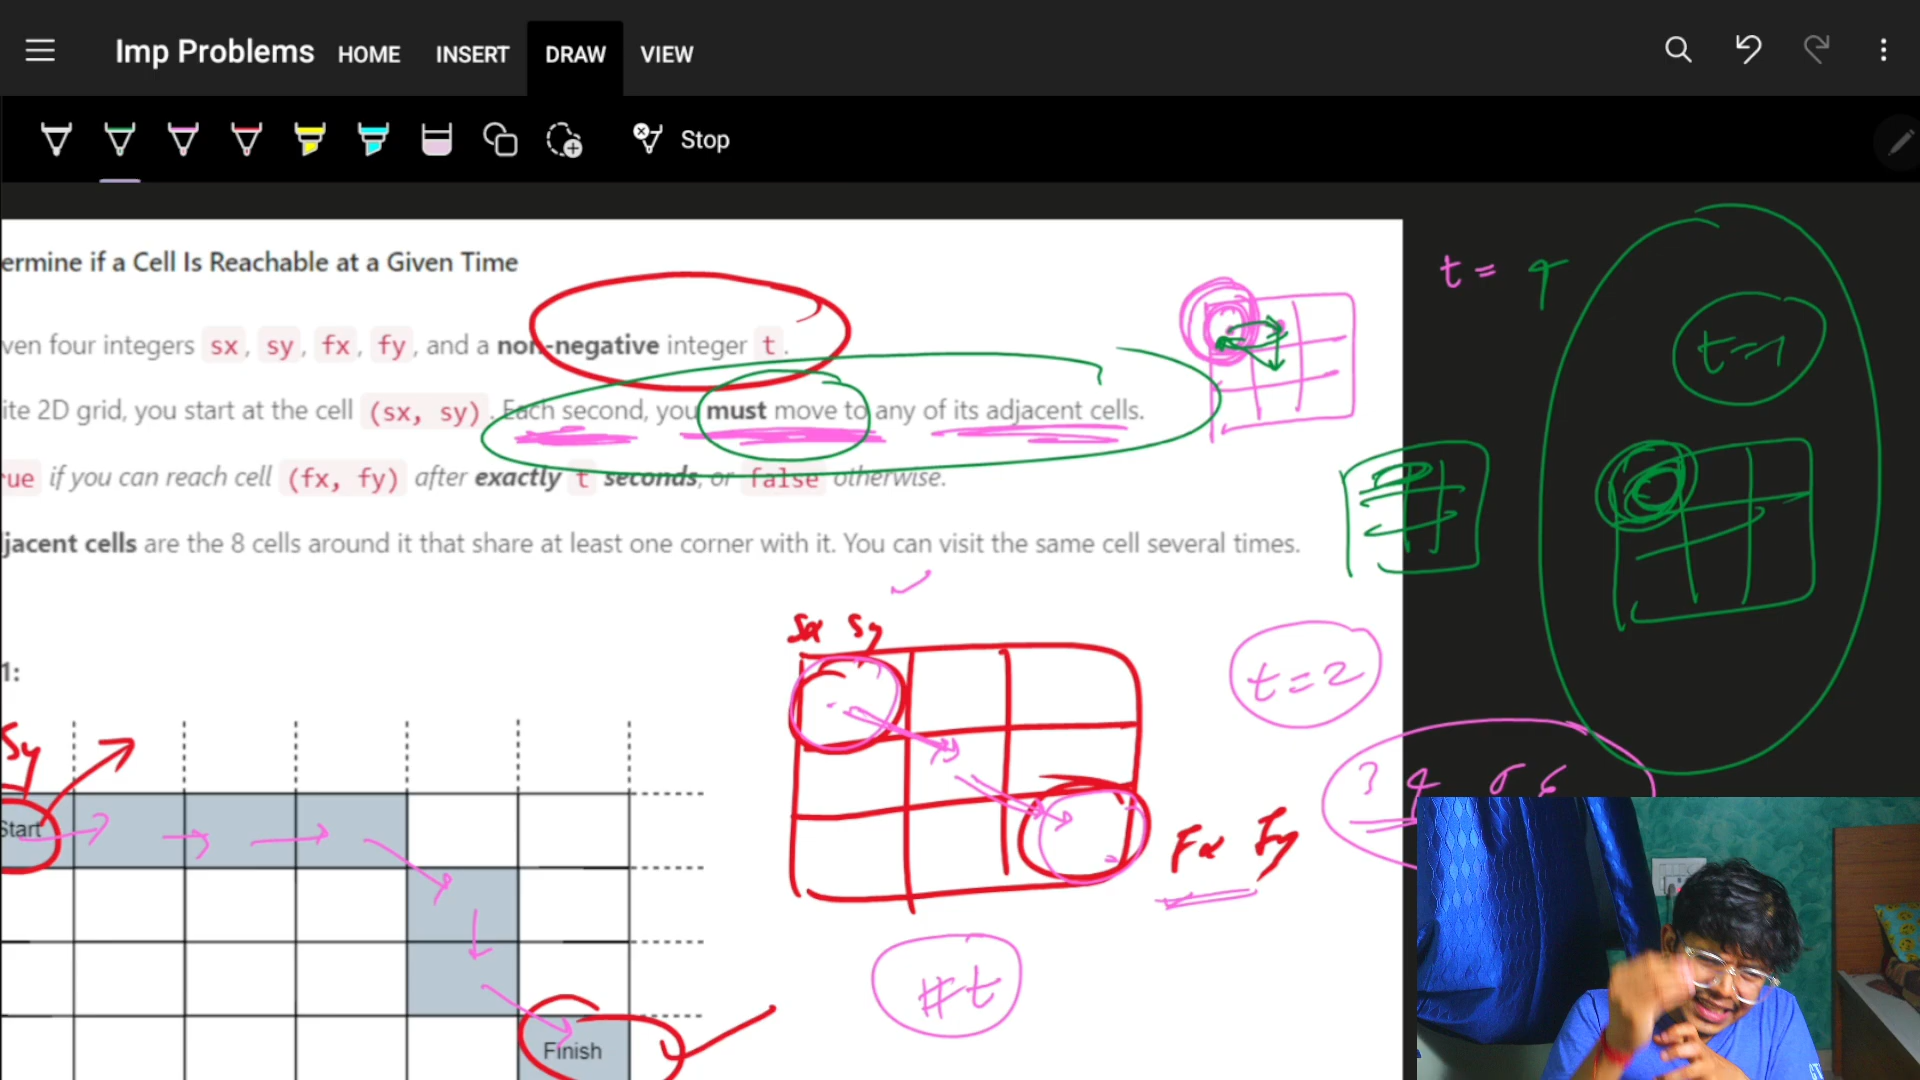 Imp Problems HOME INSERT DRAW VIEW
Stop
ermine if a Cell Is Reachable at a Given Time
ven four integers sx, sy, fx, fy, and a non-negative integer t.
ite 2D grid, you start at the cell (sx, sy). Each second, you must move to any of its adjacent cells.
ue if you can reach cell (fx, fy) after exactly t seconds, or false otherwise.
jacent cells are the 8 cells around it that share at least one corner with it. You can visit the same cell several times.
t =
t=1
1:
Sx Sy
t=2
Sy
Start
Fx Fy
#t
Finish